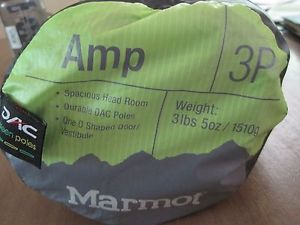 Amp
3P
• Spacious Head Room
• Durable DAC Poles
• One D Shaped Door/
Vestibule
Weight:
3lbs 5oz/1510g
DAC
poles
Marmot